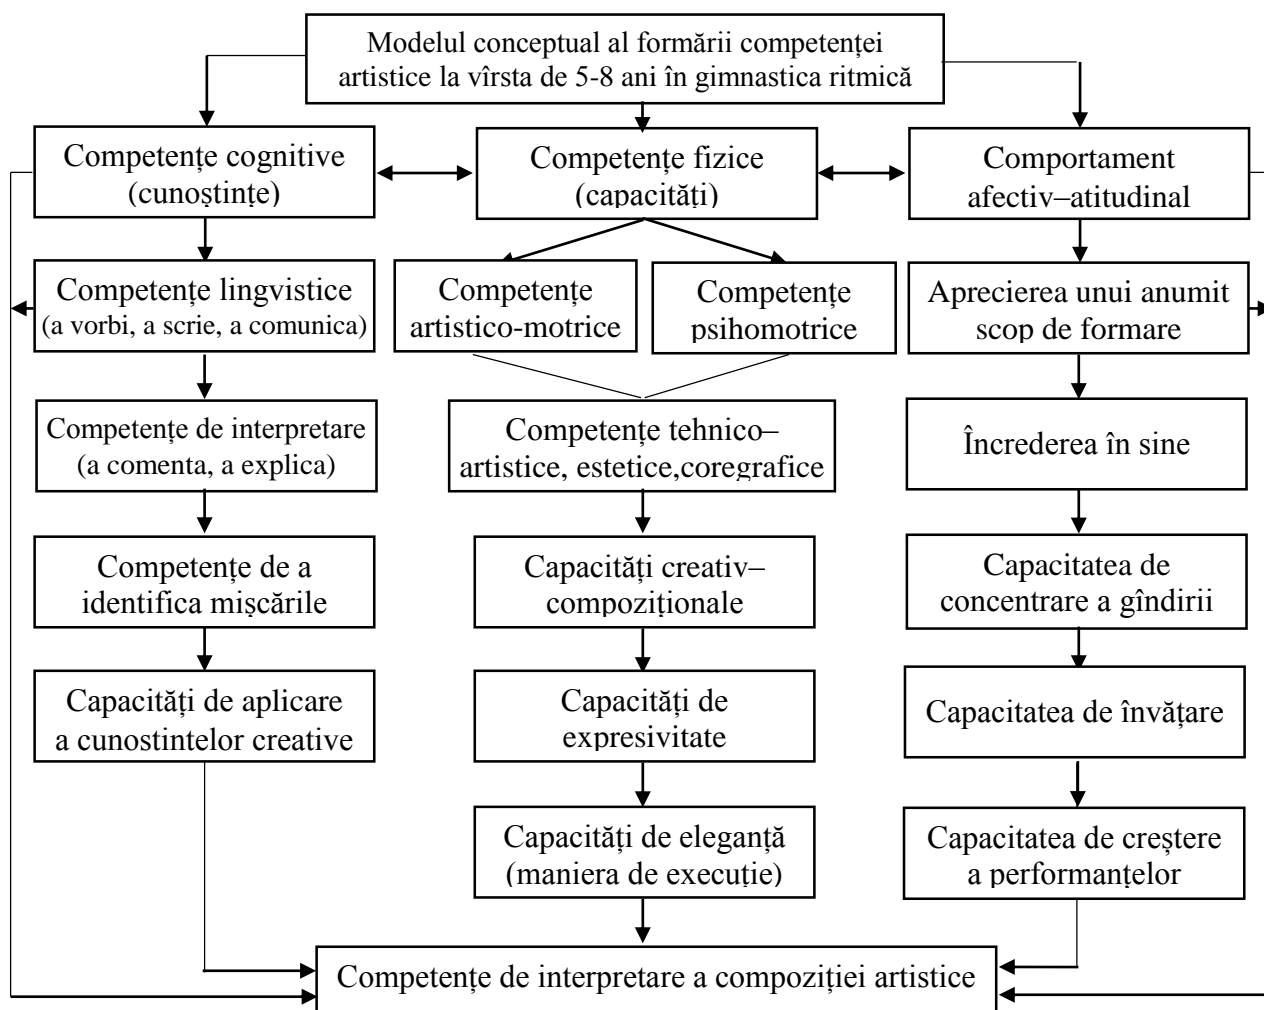 Modelul conceptual al formării competenței
artistice la vîrsta de 5-8 ani în gimnastica ritmică
Competențe cognitive
(cunoștințe)
Competențe fizice
(capacități)
Comportament
afectiv–atitudinal
Competențe lingvistice
(a vorbi, a scrie, a comunica)
Competențe
artistico-motrice
Competențe
psihomotrice
Aprecierea unui anumit
scop de formare
Competențe de interpretare
(a comenta, a explica)
Competențe tehnico–
artistice, estetice,coregrafice
Încrederea în sine
Competențe de a
identifica mișcările
Capacități creativ–
compoziționale
Capacitatea de
concentrare a gîndirii
Capacități de aplicare
a cunostintelor creative
Capacități de
expresivitate
Capacitatea de învățare
Capacități de eleganță
(maniera de execuție)
Capacitatea de creștere
a performanțelor
Competențe de interpretare a compoziției artistice